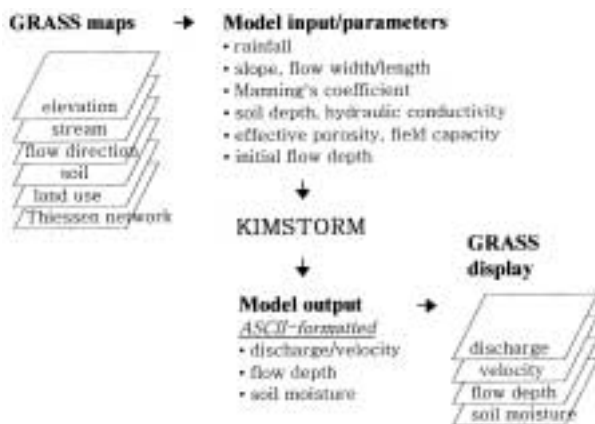 GRASS maps
elevation
stream
flow direction
soil
land use
Thiessen network
Model input/parameters
• rainfall
• slope, flow width/length
• Manning's coefficient
• soil depth, hydraulic conductivity
• effective porosity, field capacity
• initial flow depth
KIMSTORM
Model output
ASCII-formatted
• discharge/velocity
• flow depth
• soil moisture
GRASS
display
discharge
velocity
flow depth
soil moisture